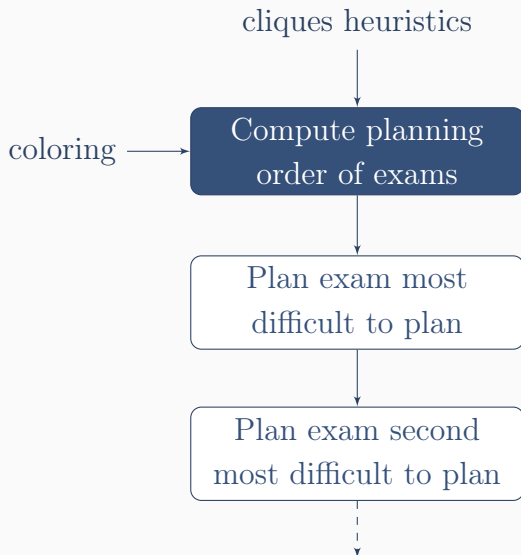 cliques heuristics
coloring
Compute planning
order of exams
Plan exam most
difficult to plan
Plan exam second
most difficult to plan